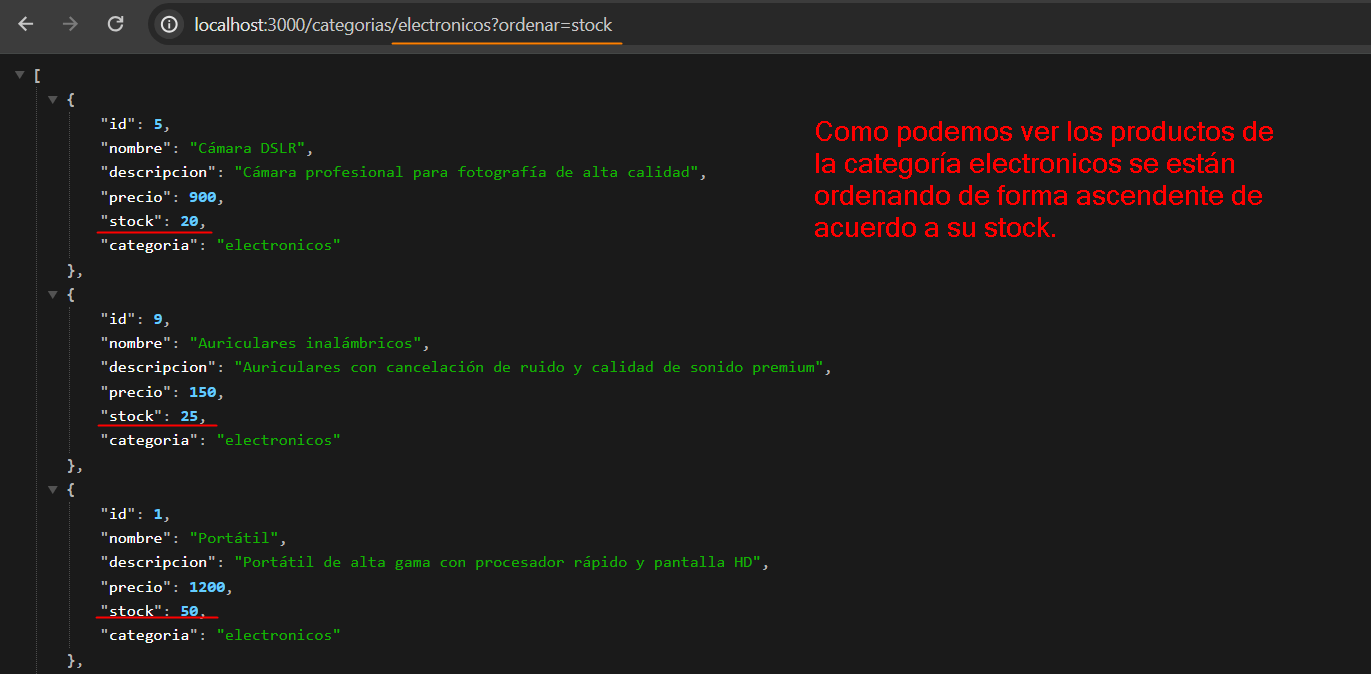 localhost:3000/categorias/electronicos?ordenar=stock
[
{
"id": 5,
"nombre": "Cámara DSLR",
"descripcion": "Cámara profesional para fotografía de alta calidad",
"precio": 900,
"stock": 20,
"categoria": "electronicos"
},
{
"id": 9,
"nombre": "Auriculares inalámbricos",
"descripcion": "Auriculares con cancelación de ruido y calidad de sonido premium",
"precio": 150,
"stock": 25,
"categoria": "electronicos"
},
{
"id": 1,
"nombre": "Portátil",
"descripcion": "Portátil de alta gama con procesador rápido y pantalla HD",
"precio": 1200,
"stock": 50,
"categoria": "electronicos"
},
Como podemos ver los productos de
la categoría electronicos se están
ordenando de forma ascendente de
acuerdo a su stock.